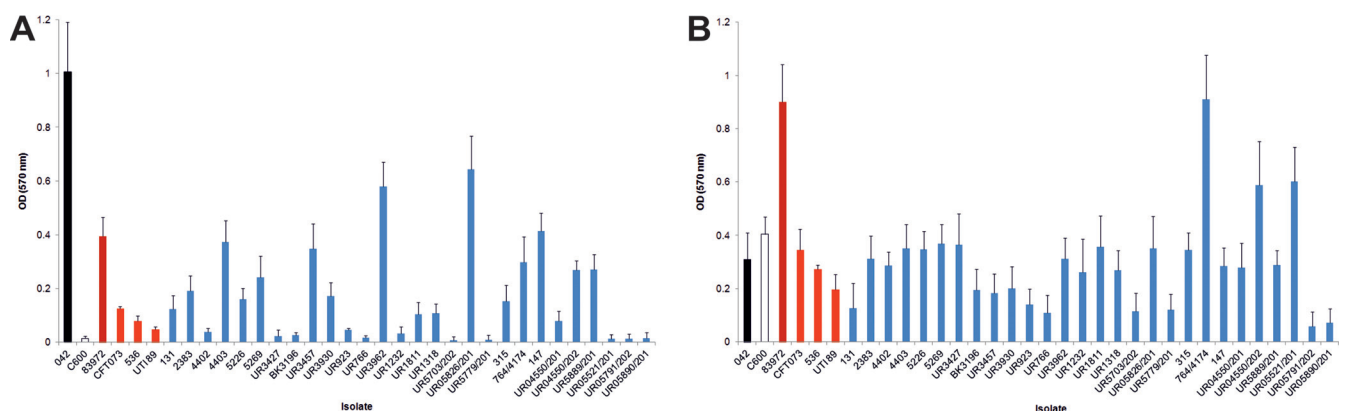 A
1.2
1
0.8
0.6
0.4
0.2
0
OD (570 nm)
042
C600
83972
CFT073
536
UTI189
131
2383
4402
4403
5226
5269
UR3427
BK3196
UR3457
UR3930
UR923
UR766
UR3962
UR1232
UR1811
UR1318
UR5703/202
UR05826/201
UR5779/201
315
764/4174
147
UR04550/201
UR04550/202
UR5889/201
UR05521/201
UR05791/202
UR05890/201
Isolate
B
1.2
1
0.8
0.6
0.4
0.2
0
OD (570 nm)
042
C600
83972
CFT073
536
UTI189
131
2383
4402
4403
5226
5269
UR3427
BK3196
UR3457
UR3930
UR923
UR766
UR3962
UR1232
UR1811
UR1318
UR5703/202
UR05826/201
UR5779/201
315
764/4174
147
UR04550/201
UR04550/202
UR5889/201
UR05521/201
UR05791/202
UR05890/201
Isolate